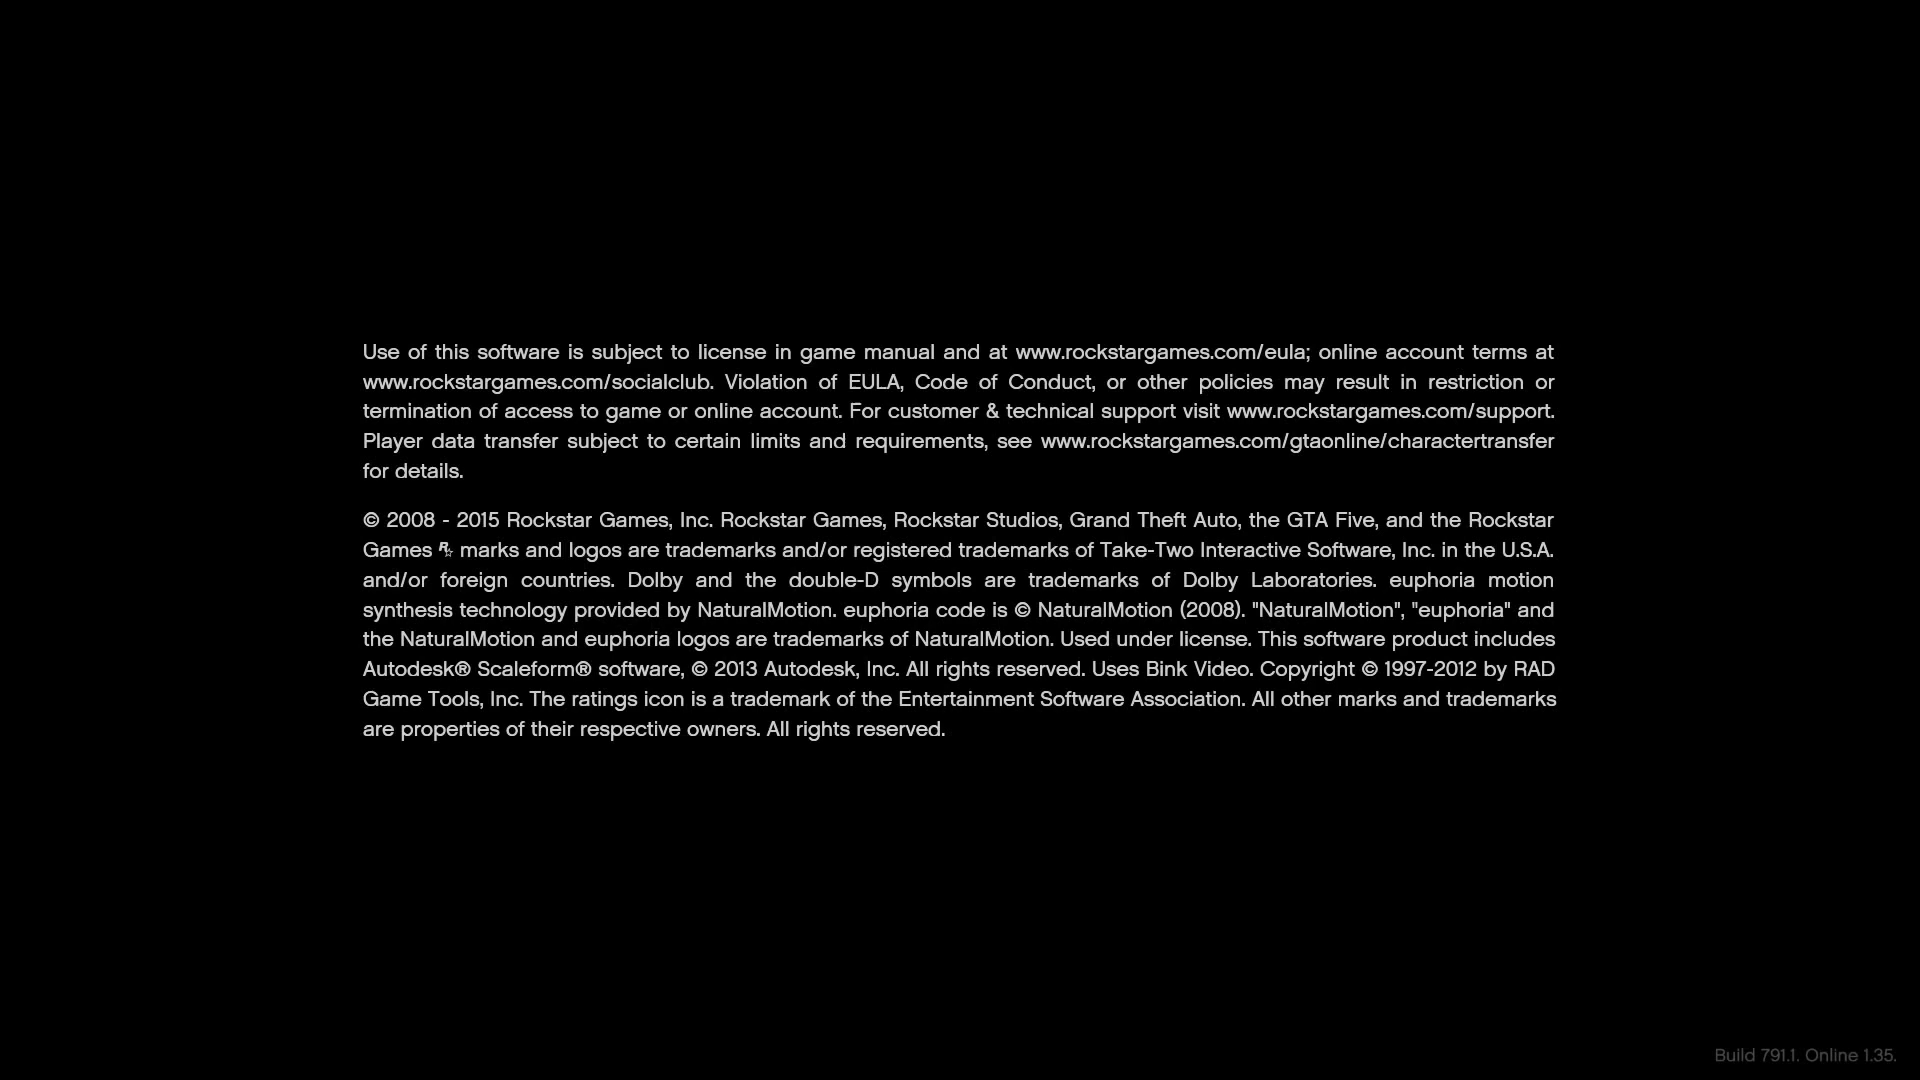 Use of this software is subject to license in game manual and at www.rockstargames.com/eula; online account terms at
www.rockstargames.com/socialclub. Violation of EULA, Code of Conduct, or other policies may result in restriction or
termination of access to game or online account. For customer & technical support visit www.rockstargames.com/support.
Player data transfer subject to certain limits and requirements, see www.rockstargames.com/gtaonline/charactertransfer
for details.
© 2008 - 2015 Rockstar Games, Inc. Rockstar Games, Rockstar Studios, Grand Theft Auto, the GTA Five, and the Rockstar
Games R* marks and logos are trademarks and/or registered trademarks of Take-Two Interactive Software, Inc. in the U.S.A.
and/or foreign countries. Dolby and the double-D symbols are trademarks of Dolby Laboratories. euphoria motion
synthesis technology provided by NaturalMotion. euphoria code is © NaturalMotion (2008). "NaturalMotion", "euphoria" and
the NaturalMotion and euphoria logos are trademarks of NaturalMotion. Used under license. This software product includes
Autodesk® Scaleform® software, © 2013 Autodesk, Inc. All rights reserved. Uses Bink Video. Copyright © 1997-2012 by RAD
Game Tools, Inc. The ratings icon is a trademark of the Entertainment Software Association. All other marks and trademarks
are properties of their respective owners. All rights reserved.
Build 791.1. Online 1.35.